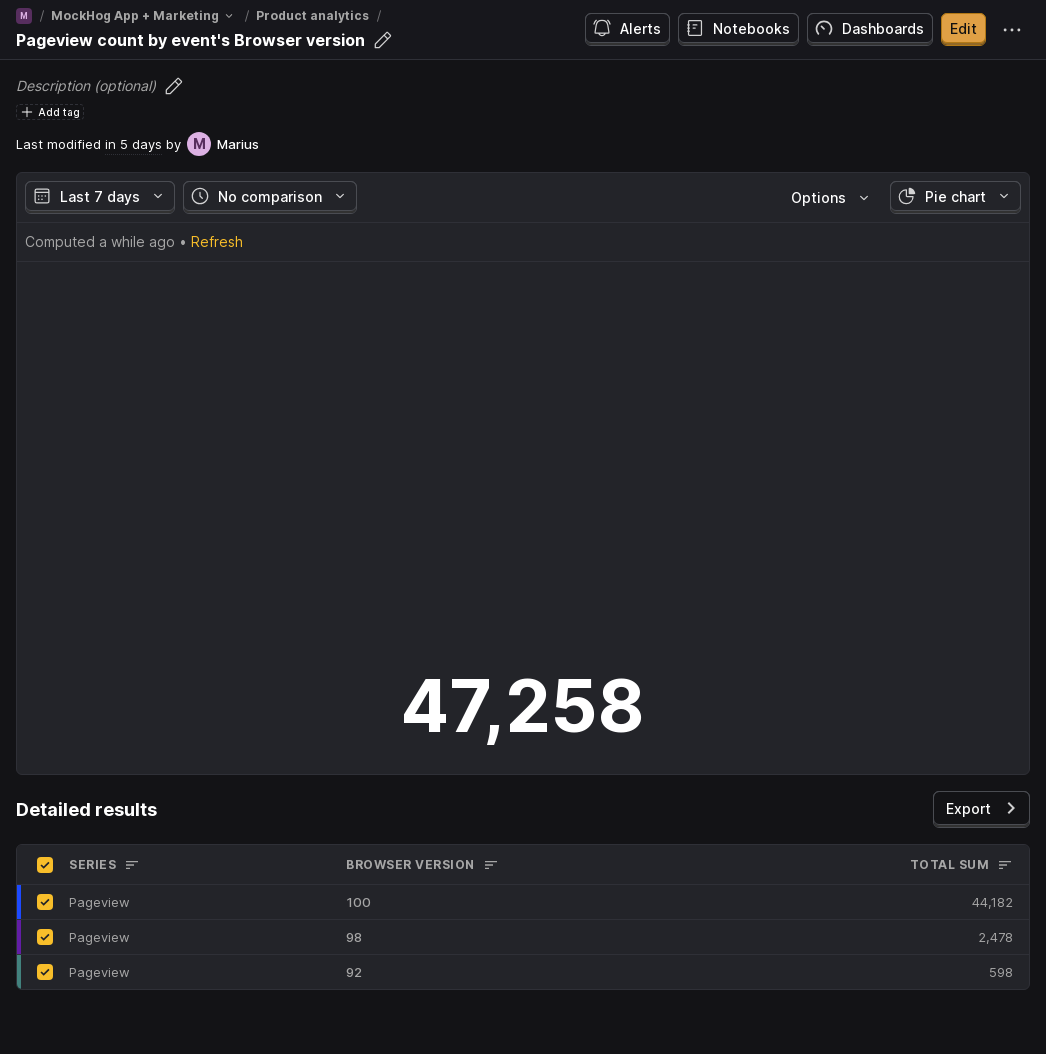 M / MockHog App + Marketing / Product analytics /
Pageview count by event's Browser version
Alerts
Notebooks
Dashboards
Edit
Description (optional)
Add tag
Last modified in 5 days by M Marius
Last 7 days
No comparison
Options
Pie chart
Computed a while ago • Refresh
47,258
Detailed results
Export
SERIES BROWSER VERSION TOTAL SUM
Pageview 100 44,182
Pageview 98 2,478
Pageview 92 598